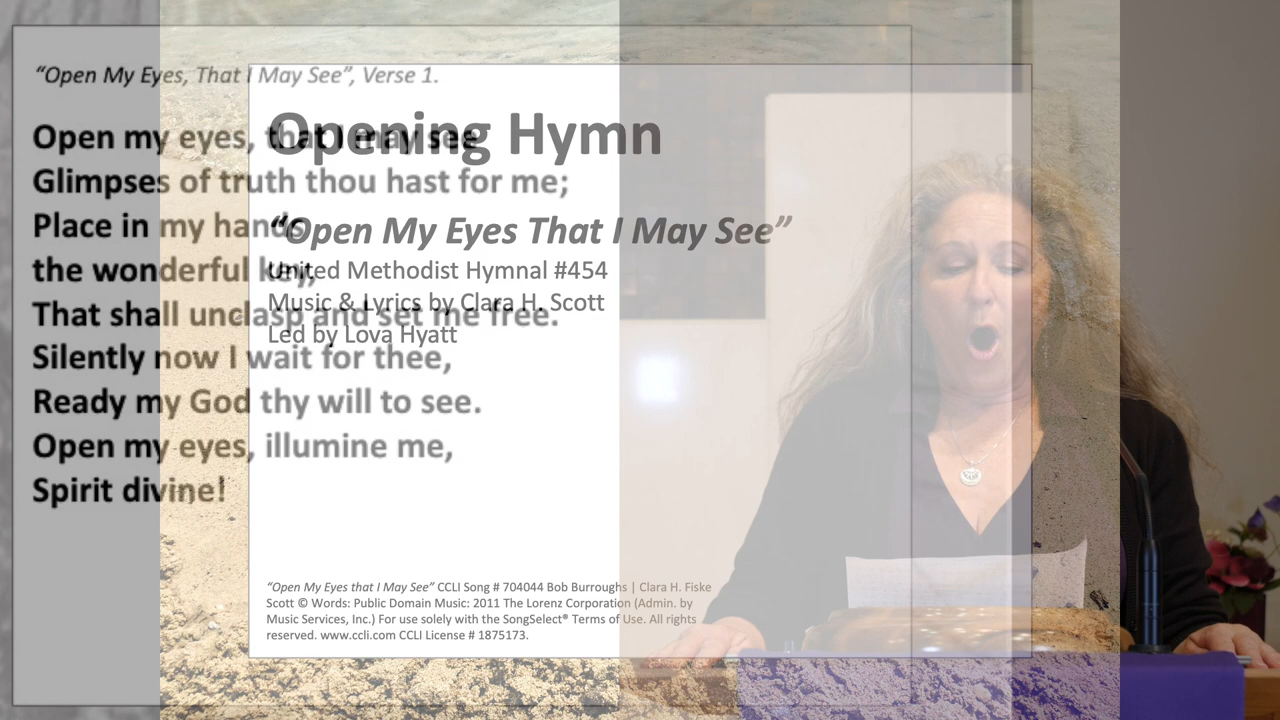 “Open My Eyes, That I May See”, Verse 1.
Open my eyes, that I may see
Glimpses of truth thou hast for me;
Place in my hands
the wonderful key,
That shall unclasp and set me free.
Silently now I wait for thee,
Ready my God thy will to see.
Open my eyes, illumine me,
Spirit divine!
Opening Hymn
“Open My Eyes That I May See”
United Methodist Hymnal #454
Music & Lyrics by Clara H. Scott
Led by Lova Hyatt
“Open My Eyes that I May See” CCLI Song # 704044 Bob Burroughs | Clara H. Fiske
Scott © Words: Public Domain Music: 2011 The Lorenz Corporation (Admin. by
Music Services, Inc.) For use solely with the SongSelect® Terms of Use. All rights
reserved. www.ccli.com CCLI License # 1875173.